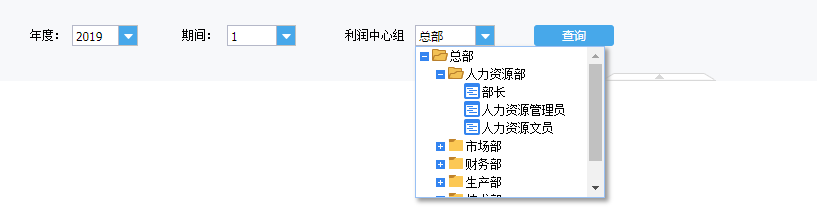 年度： 2019 期间： 1 利润中心组 总部 查询
总部
人力资源部
部长
人力资源管理员
人力资源文员
市场部
财务部
生产部